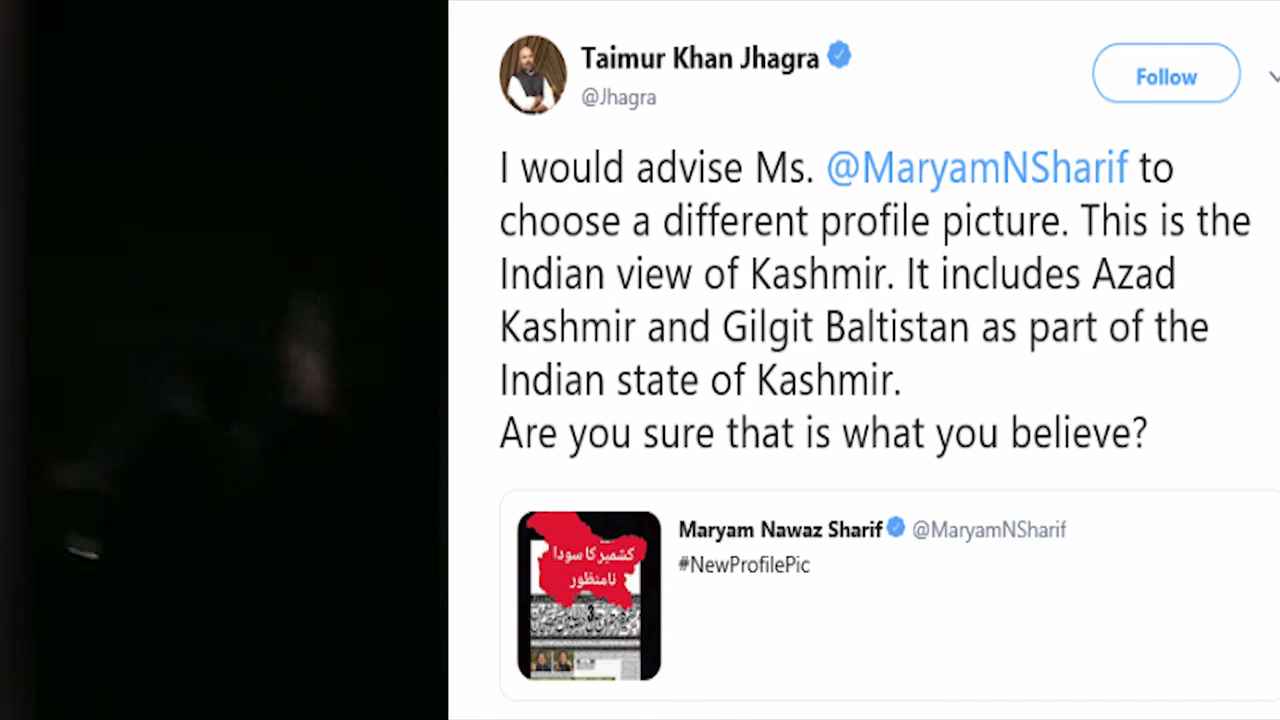 Taimur Khan Jhagra
@Jhagra
Follow
I would advise Ms. @MaryamNSharif to
choose a different profile picture. This is the
Indian view of Kashmir. It includes Azad
Kashmir and Gilgit Baltistan as part of the
Indian state of Kashmir.
Are you sure that is what you believe?
Maryam Nawaz Sharif @MaryamNSharif
#NewProfilePic
کشمیر کا سودا
نامنظور